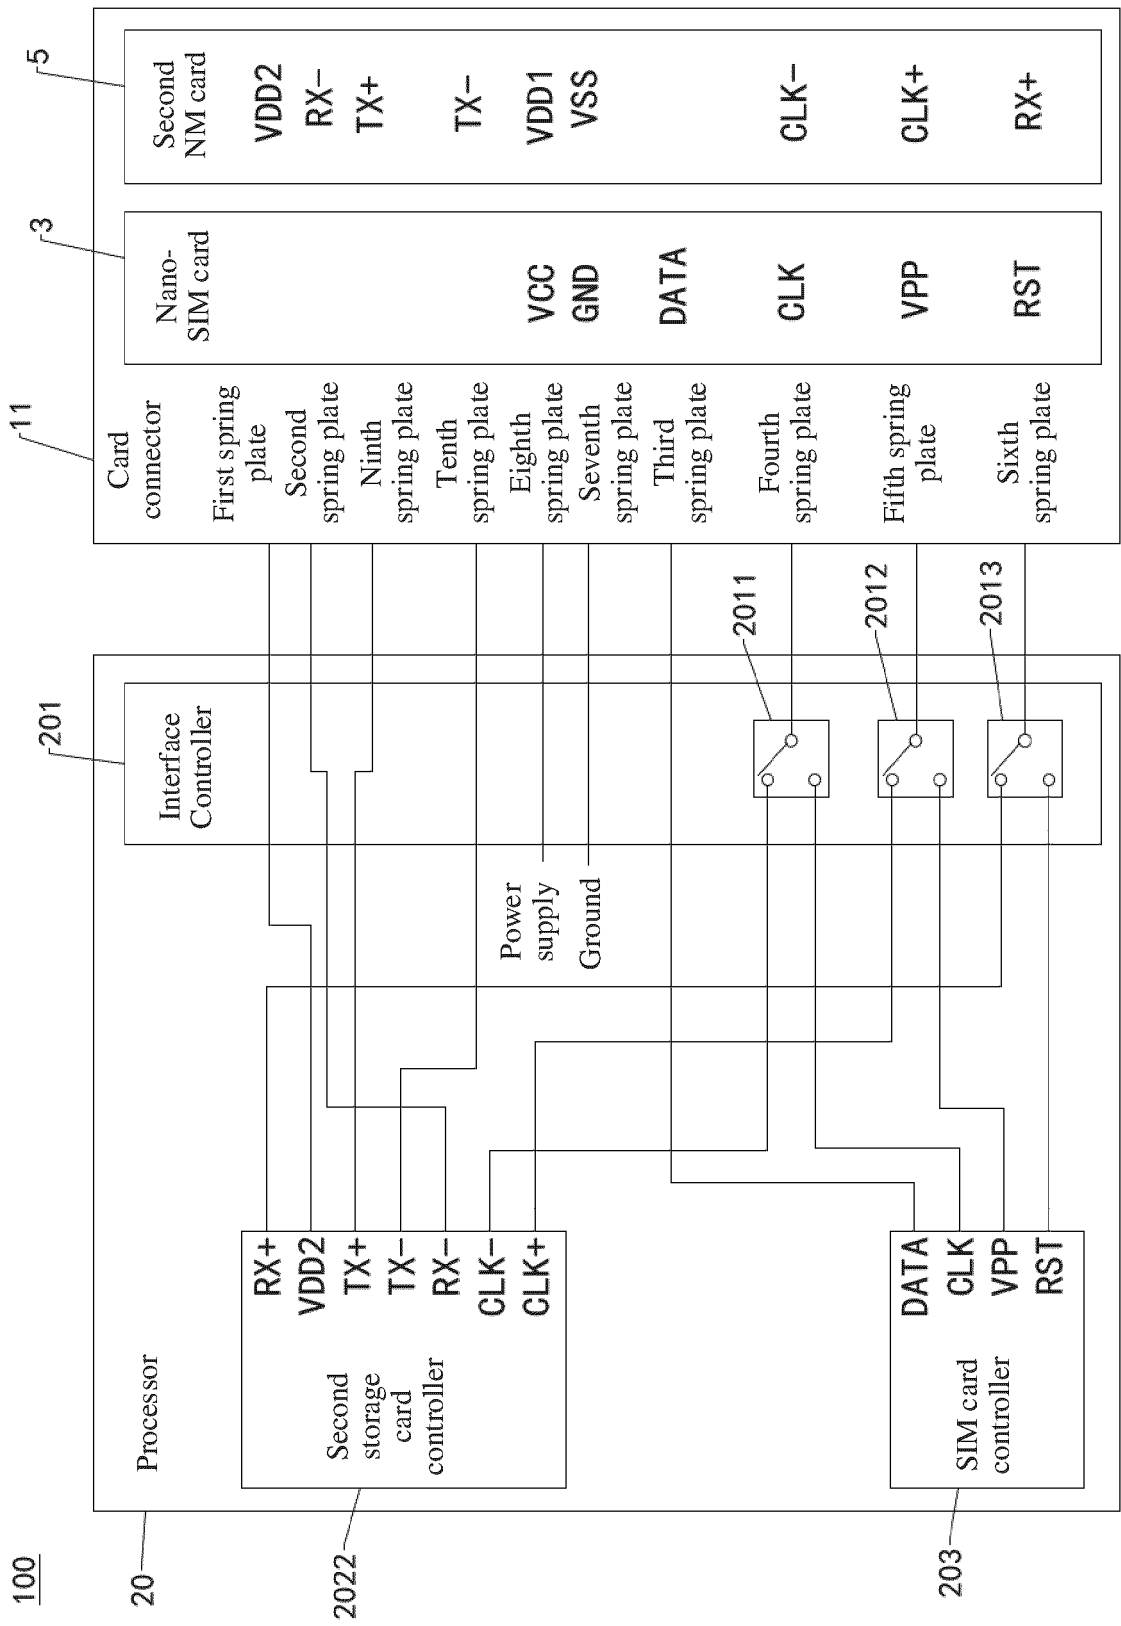 100
20
Processor
2022
Second
storage
card
controller
RX+
VDD2
TX+
TX−
RX−
CLK−
CLK+
203
SIM card
controller
DATA
CLK
VPP
RST
201
Interface
Controller
Power
supply
Ground
2011
2012
2013
11
Card
connector
First spring
plate
Second
spring plate
Ninth
spring plate
Tenth
spring plate
Eighth
spring plate
Seventh
spring plate
Third
spring plate
Fourth
spring plate
Fifth spring
plate
Sixth
spring plate
3
Nano-
SIM card
VCC
GND
DATA
CLK
VPP
RST
5
Second
NM card
VDD2
RX−
TX+
TX−
VDD1
VSS
CLK−
CLK+
RX+